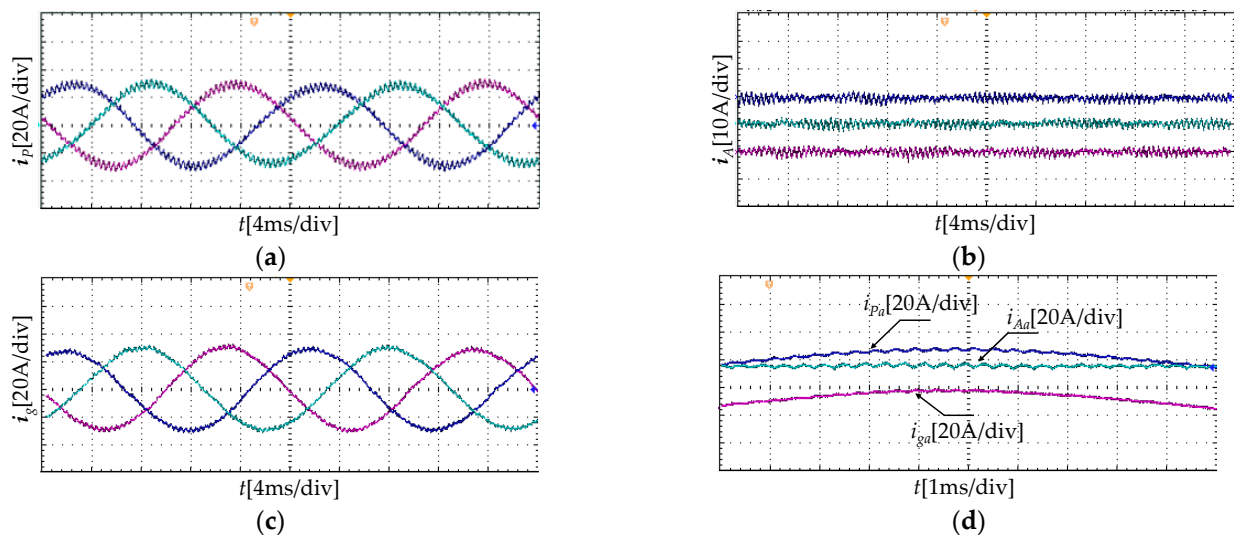 i_P[20A/div]
t[4ms/div]
(a)
i_A[10A/div]
t[4ms/div]
(b)
i_g[20A/div]
t[4ms/div]
(c)
i_Pa[20A/div]
i_Aa[20A/div]
i_ga[20A/div]
t[1ms/div]
(d)